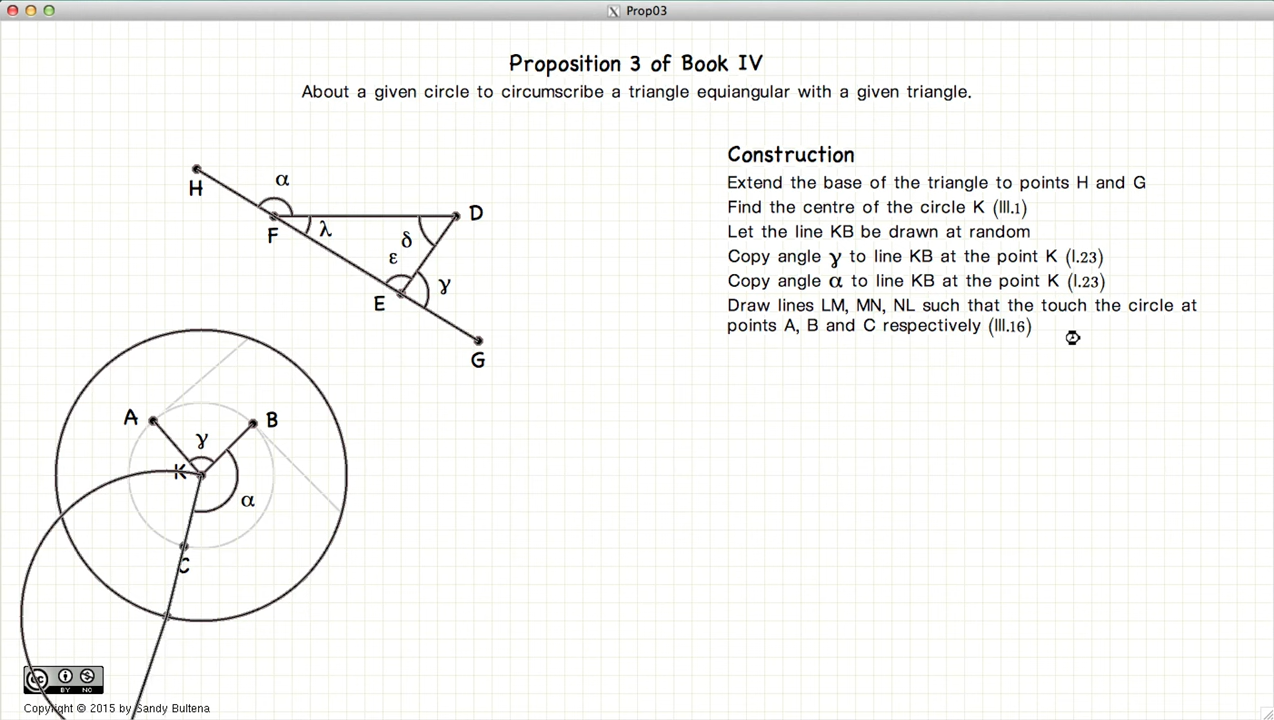 Prop03
Proposition 3 of Book IV
About a given circle to circumscribe a triangle equiangular with a given triangle.
Construction
Extend the base of the triangle to points H and G
Find the centre of the circle K (III.1)
Let the line KB be drawn at random
Copy angle γ to line KB at the point K (I.23)
Copy angle α to line KB at the point K (I.23)
Draw lines LM, MN, NL such that the touch the circle at
points A, B and C respectively (III.16)
H
α
F
λ
D
δ
ε
E
γ
G
A
B
γ
K
α
C
cc
BY NC
Copyright © 2015 by Sandy Bultena